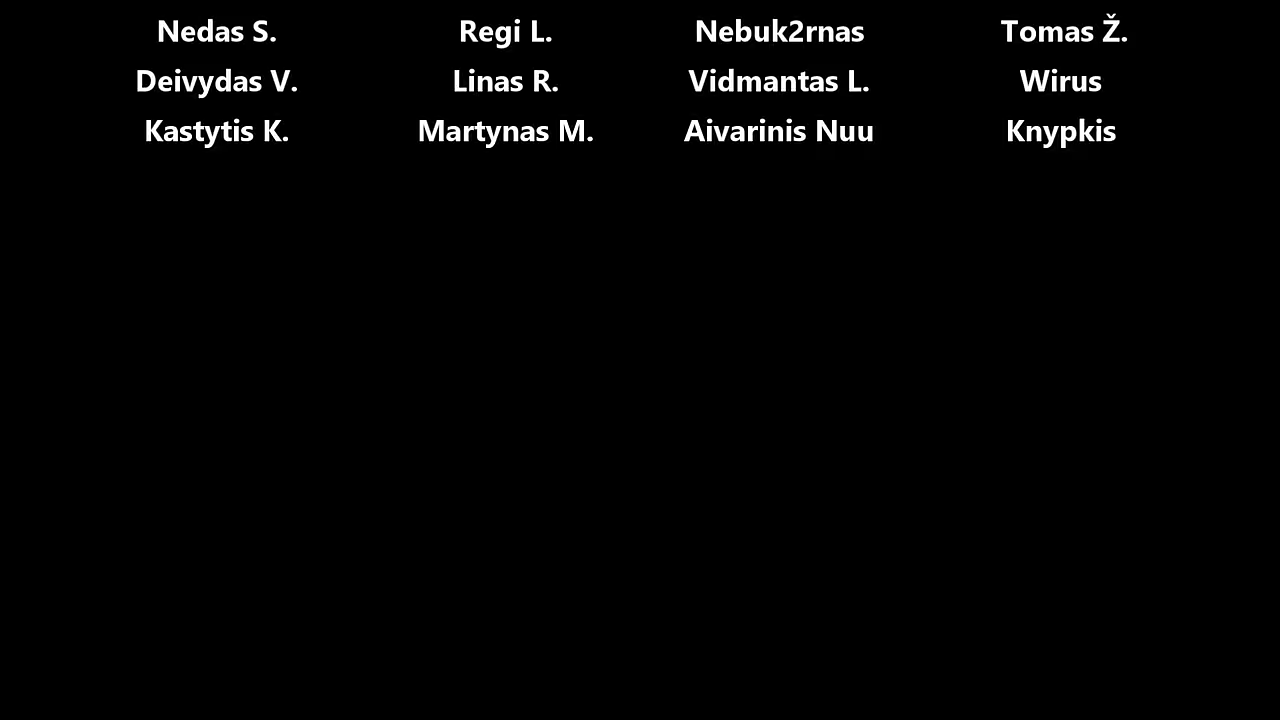 Nedas S. Regi L. Nebuk2rnas Tomas Ž.
Deivydas V. Linas R. Vidmantas L. Wirus
Kastytis K. Martynas M. Aivarinis Nuu Knypkis